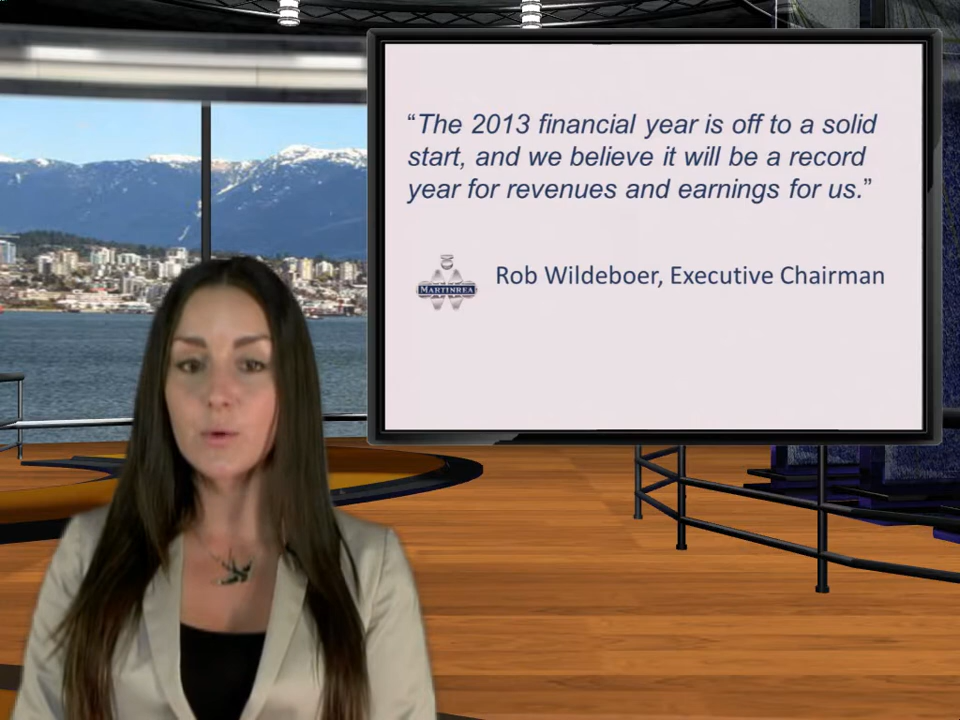 “The 2013 financial year is off to a solid
start, and we believe it will be a record
year for revenues and earnings for us.”
MARTINREA
Rob Wildeboer, Executive Chairman